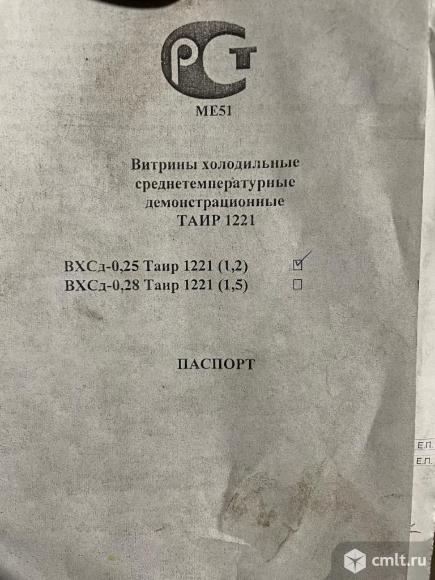 РСТ
МЕ51
Витрины холодильные
среднетемпературные
демонстрационные
ТАИР 1221
ВХСд-0,25 Таир 1221 (1,2)
ВХСд-0,28 Таир 1221 (1,5)
ПАСПОРТ
Е.П.
Е.П.
cmlt.ru